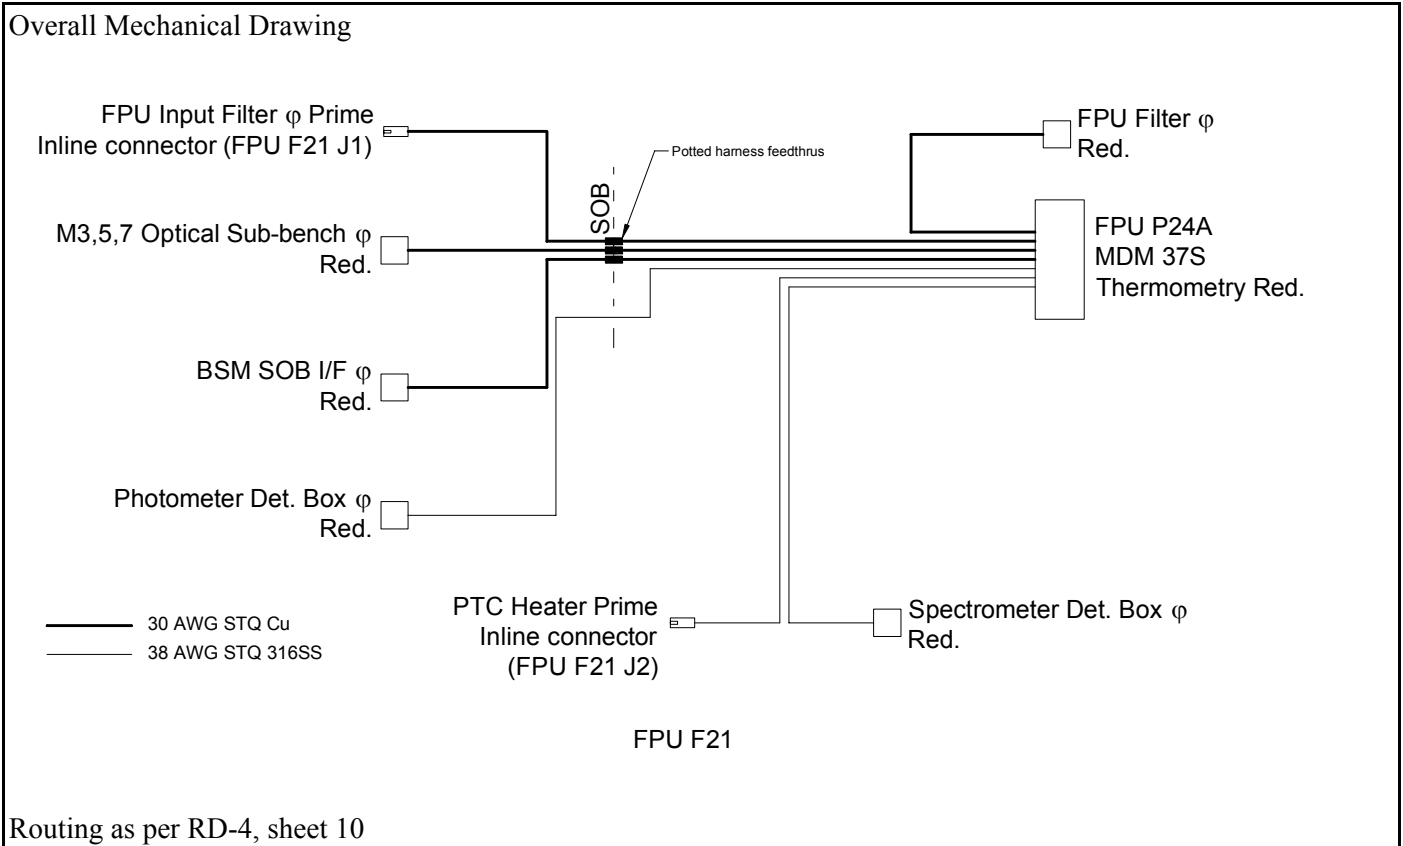 Overall Mechanical Drawing
FPU Input Filter φ Prime
Inline connector (FPU F21 J1)
FPU Filter φ
Red.
Potted harness feedthrus
SOB
M3,5,7 Optical Sub-bench φ
Red.
FPU P24A
MDM 37S
Thermometry Red.
BSM SOB I/F φ
Red.
Photometer Det. Box φ
Red.
30 AWG STQ Cu
38 AWG STQ 316SS
PTC Heater Prime
Inline connector
(FPU F21 J2)
Spectrometer Det. Box φ
Red.
FPU F21
Routing as per RD-4, sheet 10